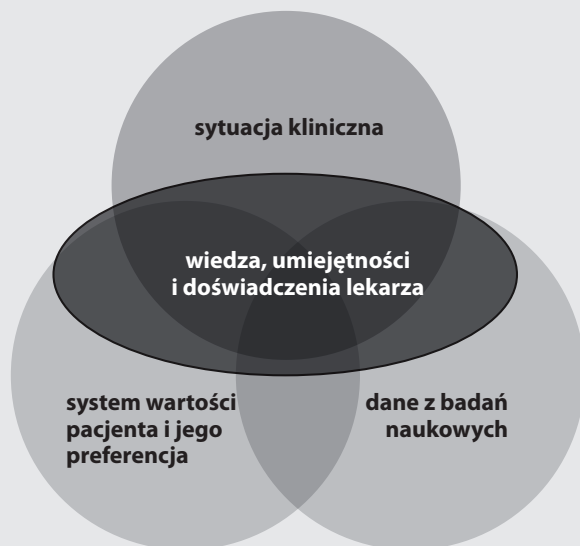 sytuacja kliniczna
wiedza, umiejętności
i doświadczenia lekarza
system wartości
pacjenta i jego
preferencja
dane z badań
naukowych